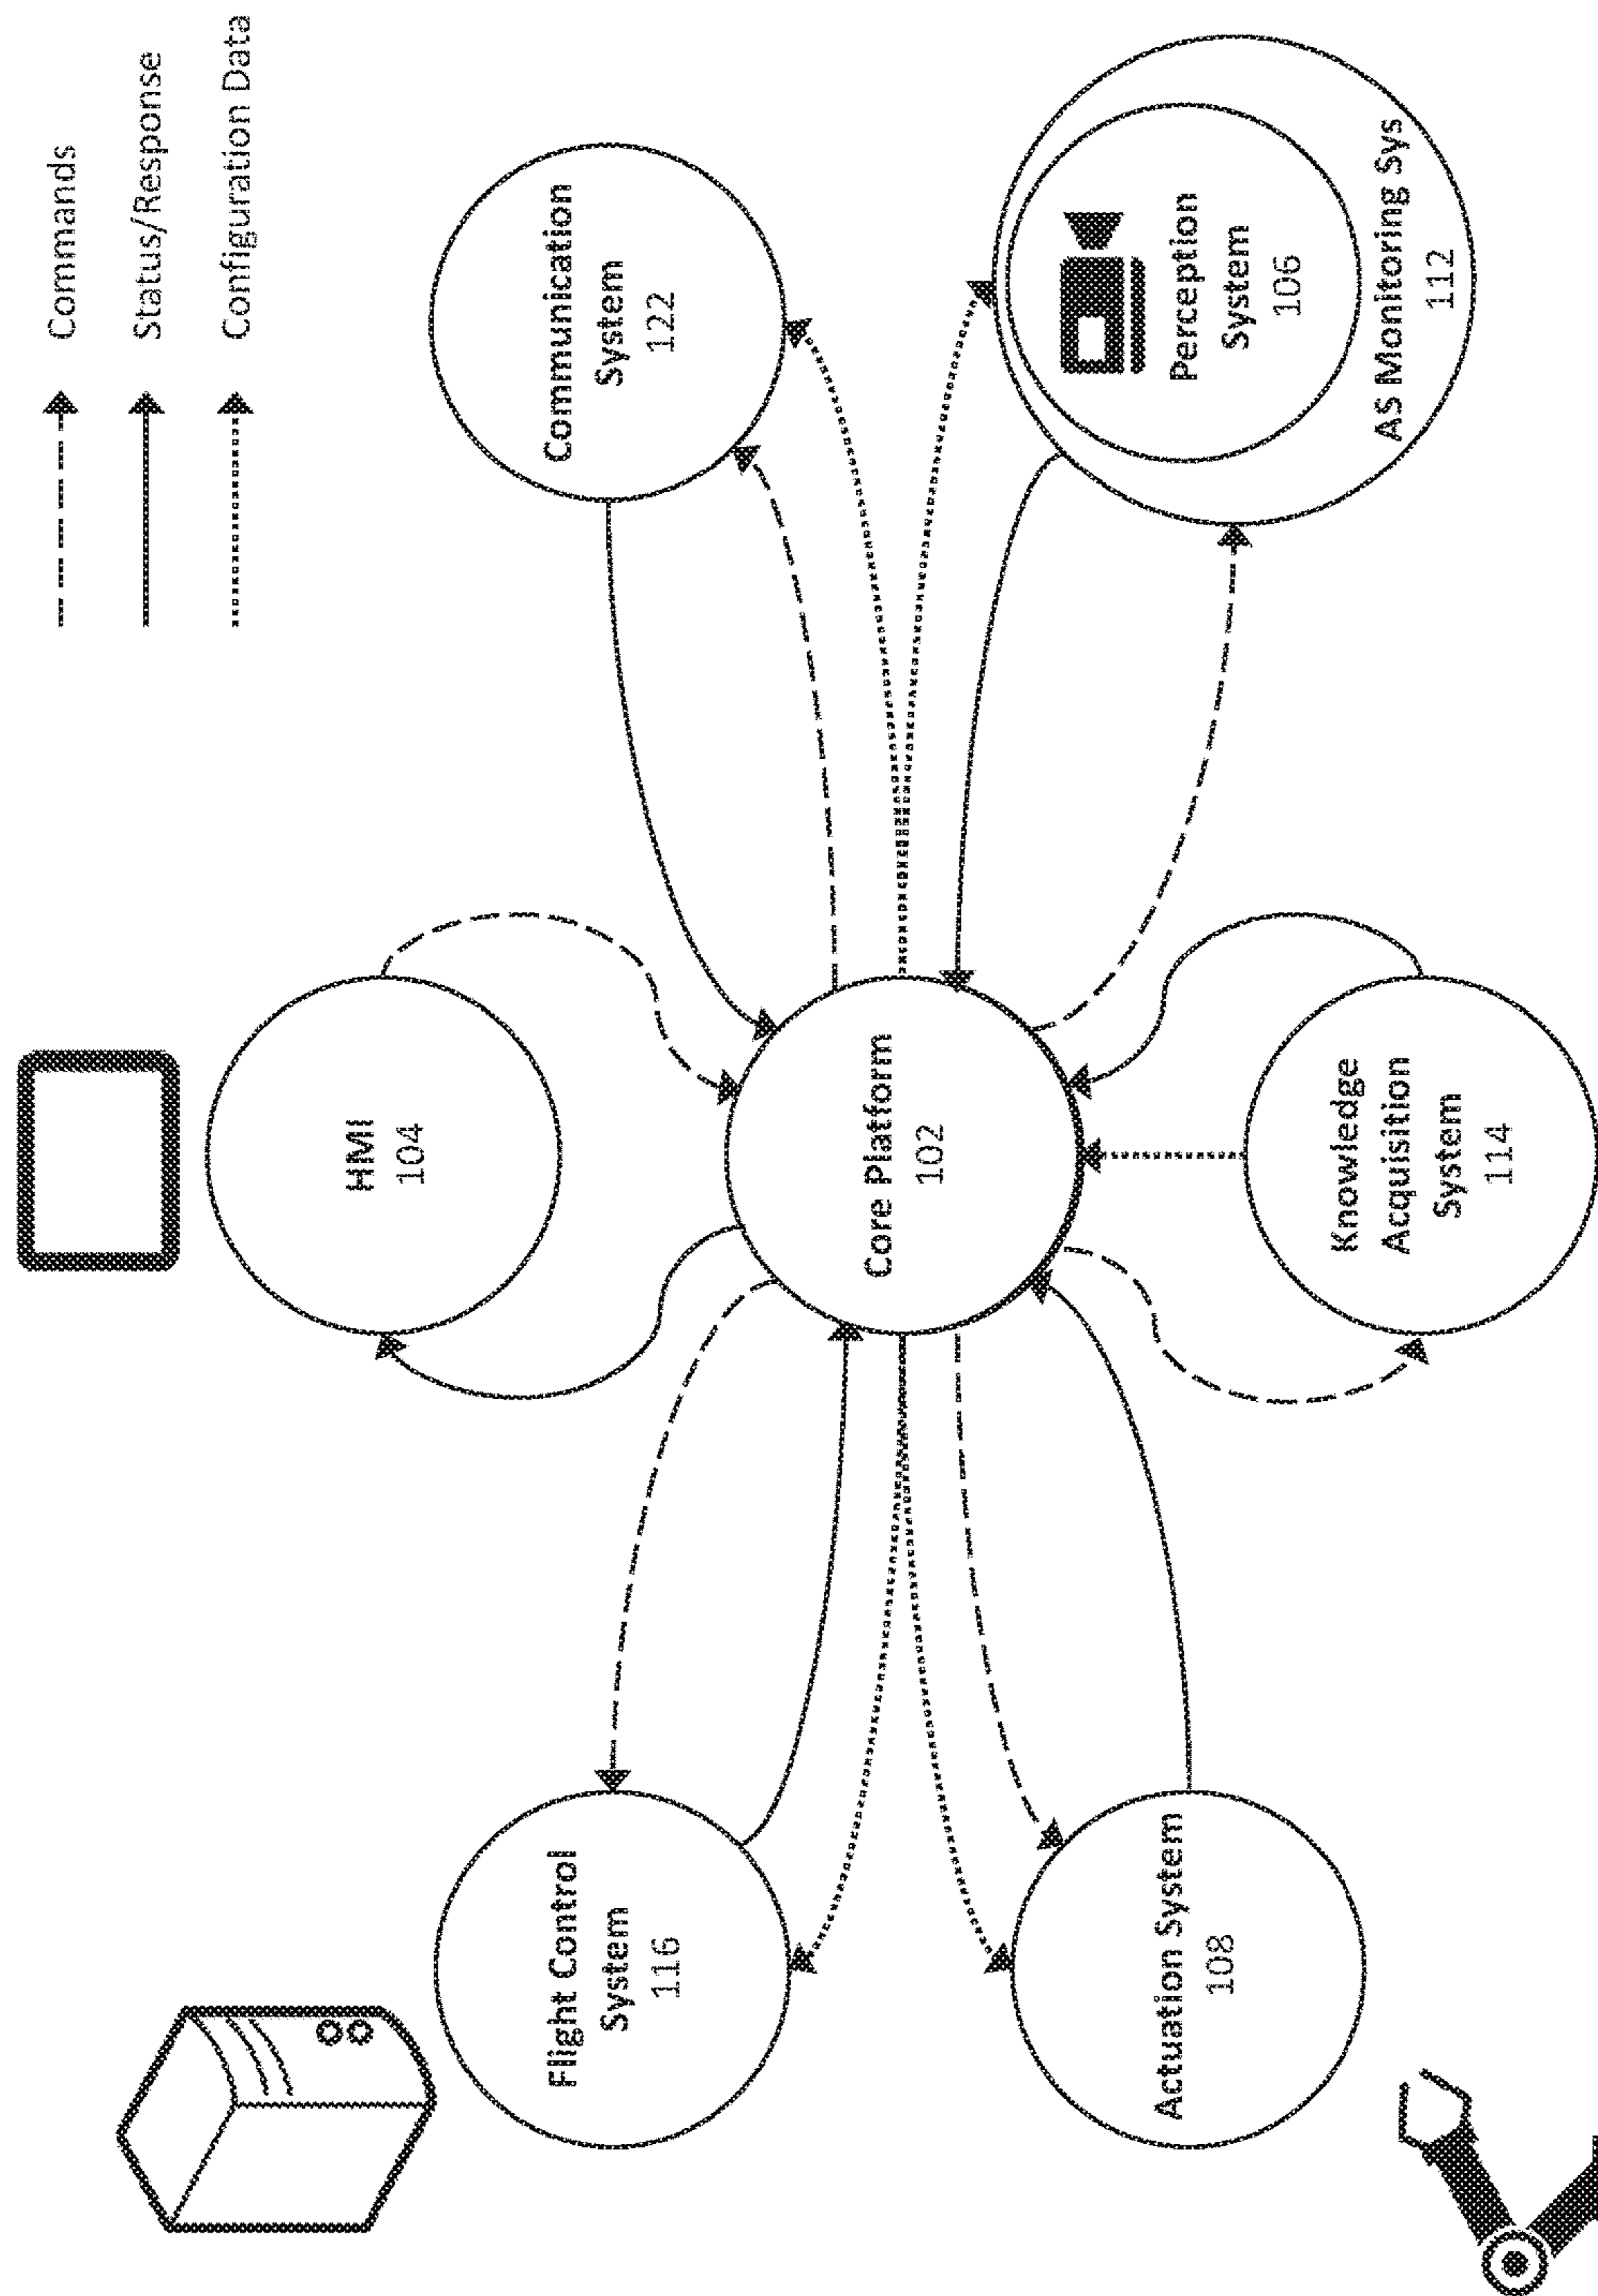 Commands
Status/Response
Configuration Data
HMI
104
Flight Control
System
116
Communication
System
122
Core Platform
102
Actuation System
108
Knowledge
Acquisition
System
114
Perception
System
106
AS Monitoring Sys
112